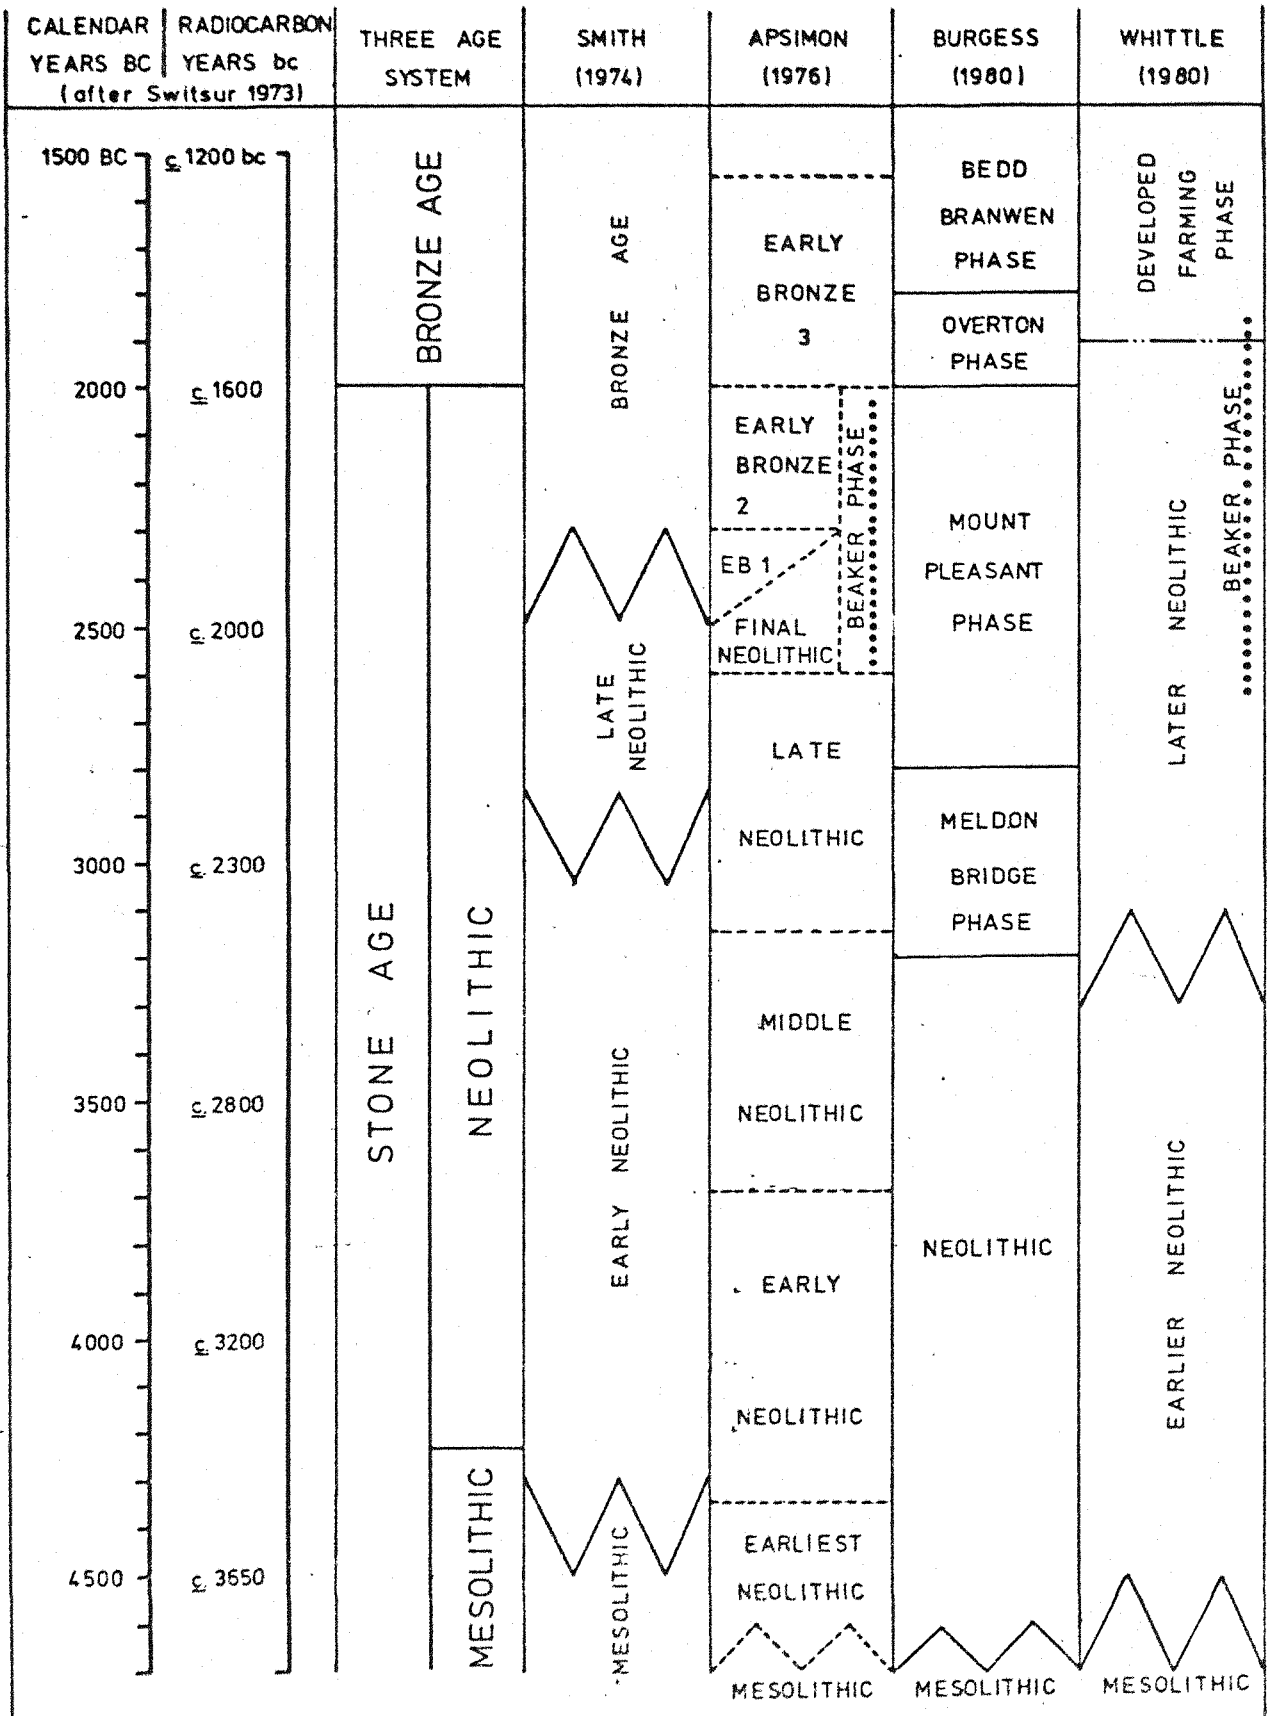 CALENDAR
YEARS BC
RADIOCARBON
YEARS bc
(after Switsur 1973)
THREE AGE
SYSTEM
SMITH
(1974)
APSIMON
(1976)
BURGESS
(1980)
WHITTLE
(1980)
1500 BC
c. 1200 bc
2000
c. 1600
2500
c. 2000
3000
c. 2300
3500
c. 2800
4000
c. 3200
4500
c. 3650
BRONZE AGE
STONE AGE
NEOLITHIC
MESOLITHIC
BRONZE AGE
LATE
NEOLITHIC
EARLY NEOLITHIC
MESOLITHIC
EARLY
BRONZE
3
EARLY
BRONZE
2
EB 1
FINAL
NEOLITHIC
BEAKER PHASE
LATE
NEOLITHIC
MIDDLE
NEOLITHIC
EARLY
NEOLITHIC
EARLIEST
NEOLITHIC
MESOLITHIC
BEDD
BRANWEN
PHASE
OVERTON
PHASE
MOUNT
PLEASANT
PHASE
MELDON
BRIDGE
PHASE
NEOLITHIC
MESOLITHIC
DEVELOPED
FARMING
PHASE
BEAKER PHASE
LATER NEOLITHIC
EARLIER NEOLITHIC
MESOLITHIC